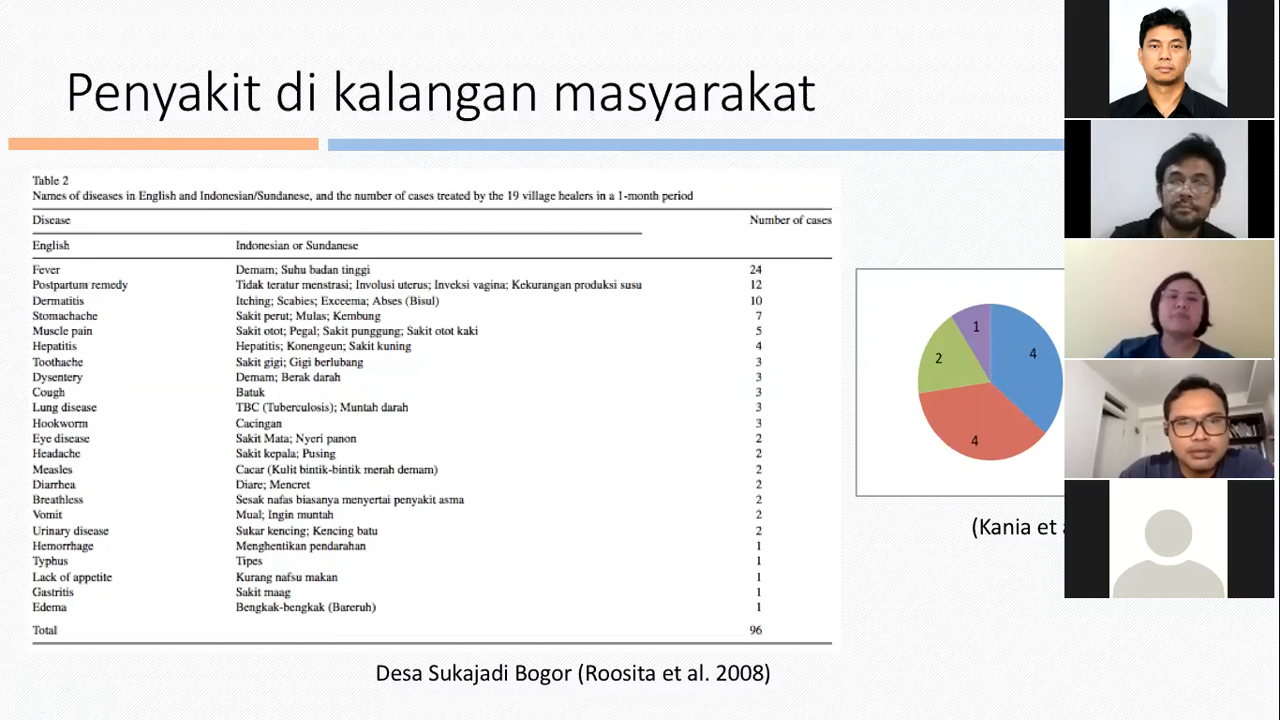 Penyakit di kalangan masyarakat
Table 2
Names of diseases in English and Indonesian/Sundanese, and the number of cases treated by the 19 village healers in a 1-month period
Disease Number of cases
English Indonesian or Sundanese
Fever Demam; Suhu badan tinggi 24
Postpartum remedy Tidak teratur menstrasi; Involusi uterus; Inveksi vagina; Kekurangan produksi susu 12
Dermatitis Itching; Scabies; Exceema; Abses (Bisul) 10
Stomachache Sakit perut; Mulas; Kembung 7
Muscle pain Sakit otot; Pegal; Sakit punggung; Sakit otot kaki 5
Hepatitis Hepatitis; Konengeun; Sakit kuning 4
Toothache Sakit gigi; Gigi berlubang 3
Dysentery Demam; Berak darah 3
Cough Batuk 3
Lung disease TBC (Tuberculosis); Muntah darah 3
Hookworm Cacingan 3
Eye disease Sakit Mata; Nyeri panon 2
Headache Sakit kepala; Pusing 2
Measles Cacar (Kulit bintik-bintik merah demam) 2
Diarrhea Diare; Mencret 2
Breathless Sesak nafas biasanya menyertai penyakit asma 2
Vomit Mual; Ingin muntah 2
Urinary disease Sukar kencing; Kencing batu 2
Hemorrhage Menghentikan pendarahan 1
Typhus Tipes 1
Lack of appetite Kurang nafsu makan 1
Gastritis Sakit maag 1
Edema Bengkak-bengkak (Bareruh) 1
Total 96
Desa Sukajadi Bogor (Roosita et al. 2008)
1
4
2
4
(Kania et